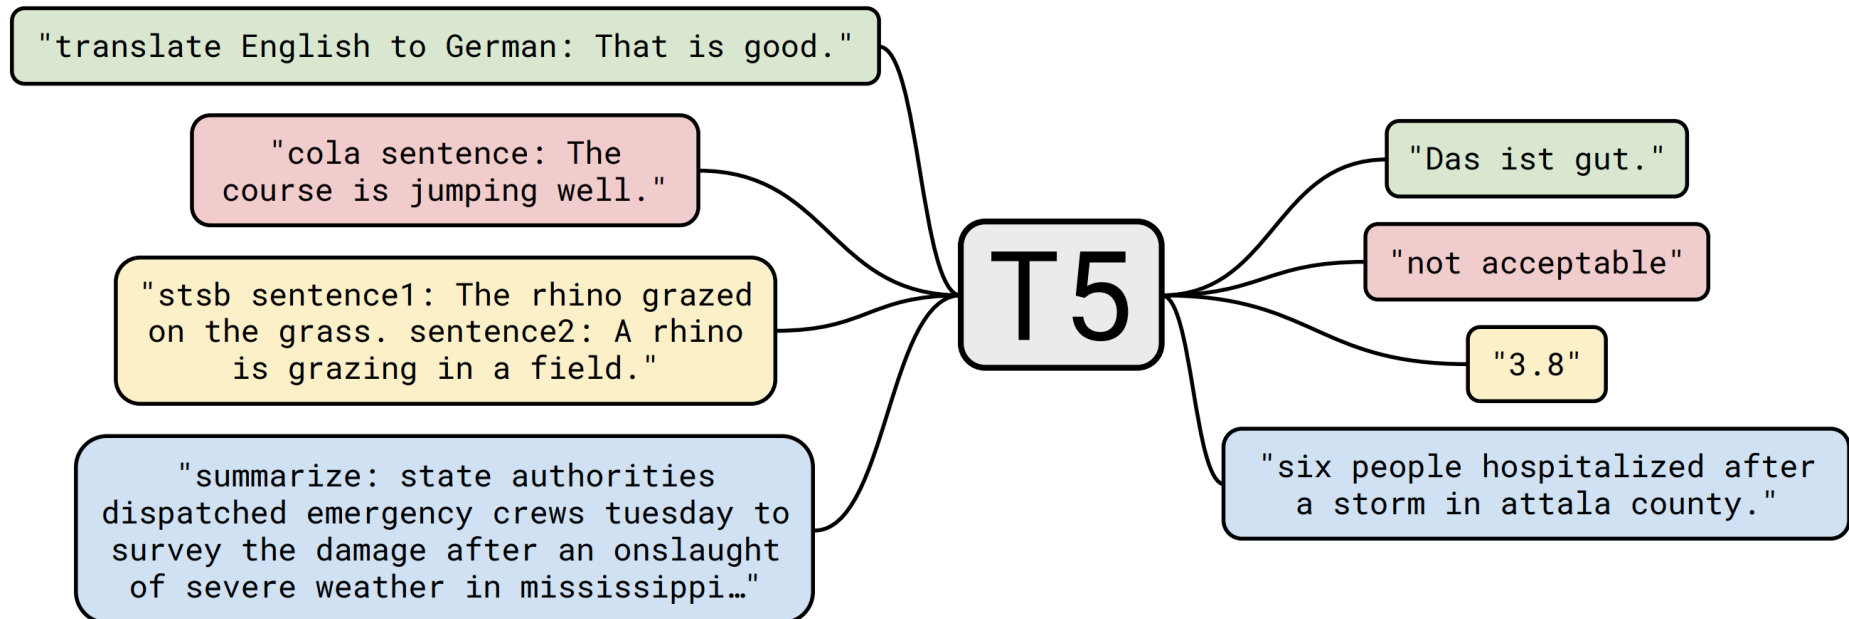 "translate English to German: That is good."
"cola sentence: The
course is jumping well."
"stsb sentence1: The rhino grazed
on the grass. sentence2: A rhino
is grazing in a field."
"summarize: state authorities
dispatched emergency crews tuesday to
survey the damage after an onslaught
of severe weather in mississippi…"
T5
"Das ist gut."
"not acceptable"
"3.8"
"six people hospitalized after
a storm in attala county."